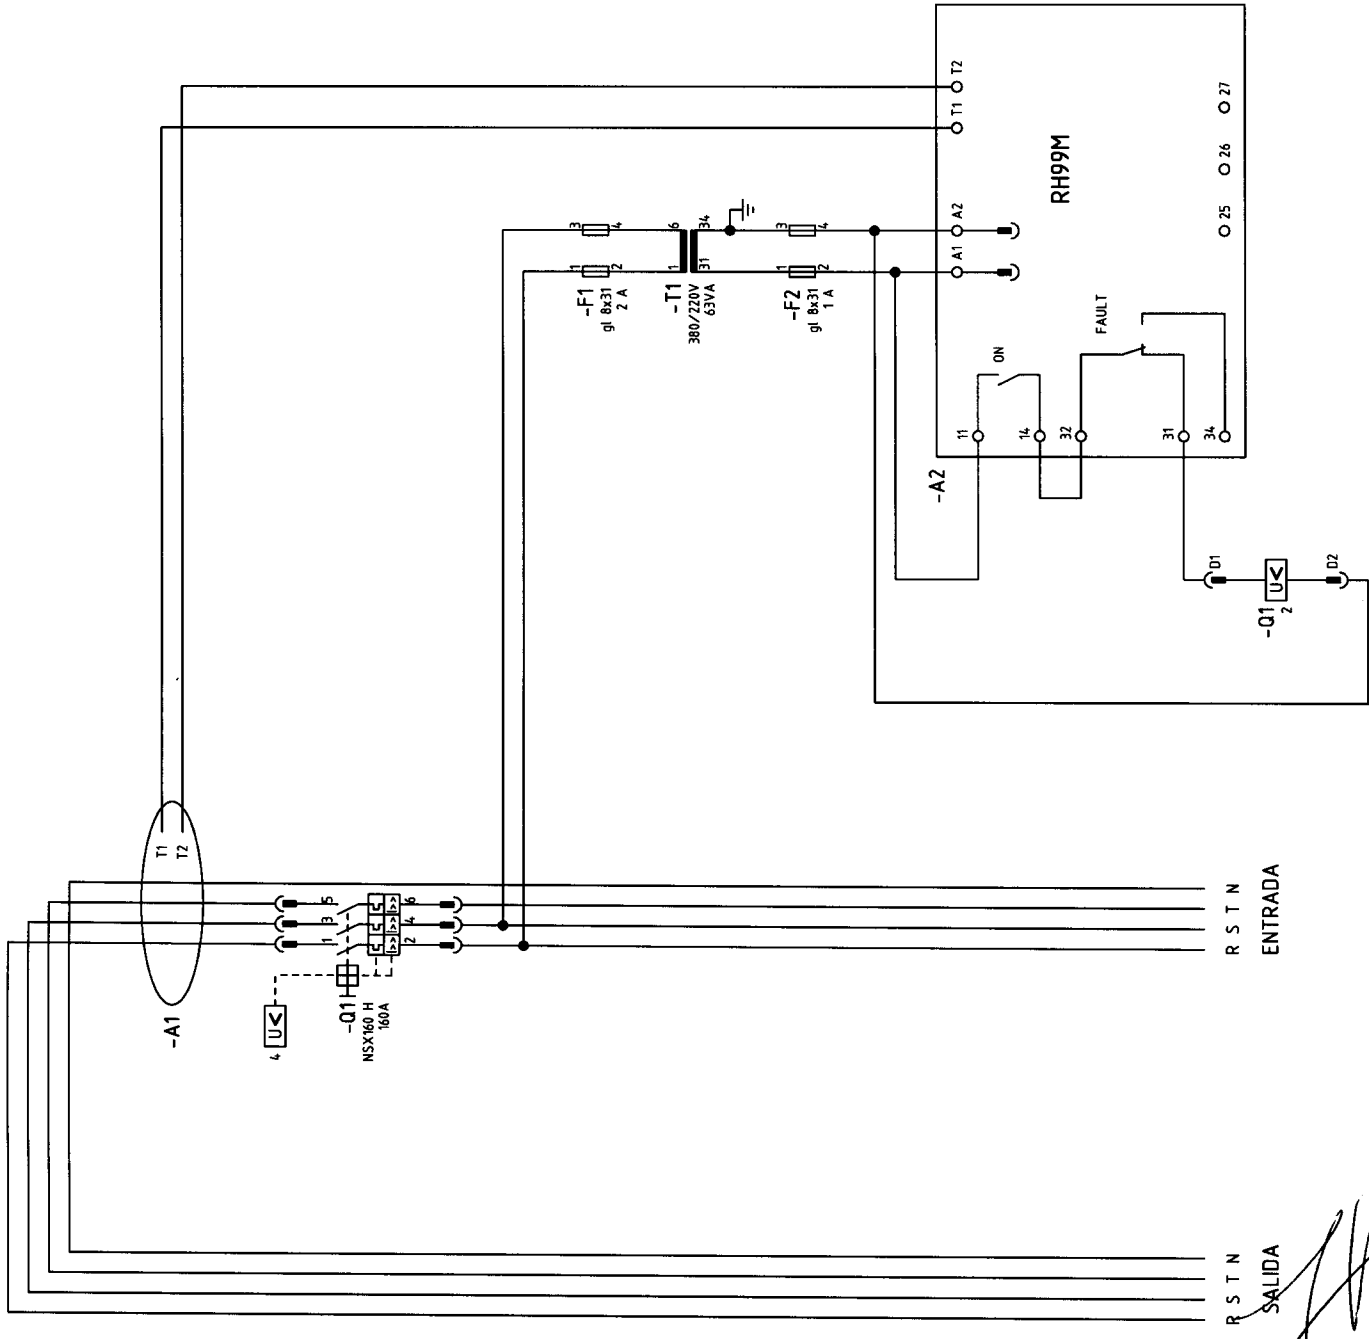 T2
T1
RH99M
27
26
25
A2
A1
3 4
1 2
-F1
gl 8x31
2 A
6
1
34
31
-T1
380/220V
63VA
3 4
1 2
-F2
gl 8x31
1 A
FAULT
ON
11
14
32
31
34
-A2
D1
U<
D2
-Q1
2
T1
T2
-A1
5
3
1
I>>
I>>
I>>
6
4
2
4
U<
-Q1
NSX160 H
160A
R S T N
ENTRADA
R S T N
SALIDA